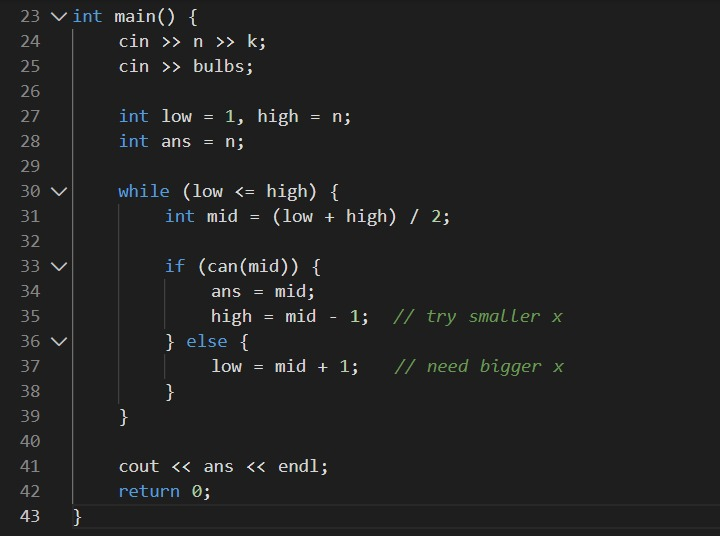 23 int main() {
24     cin >> n >> k;
25     cin >> bulbs;
26
27     int low = 1, high = n;
28     int ans = n;
29
30     while (low <= high) {
31         int mid = (low + high) / 2;
32
33         if (can(mid)) {
34             ans = mid;
35             high = mid - 1;  // try smaller x
36         } else {
37             low = mid + 1;   // need bigger x
38         }
39     }
40
41     cout << ans << endl;
42     return 0;
43 }